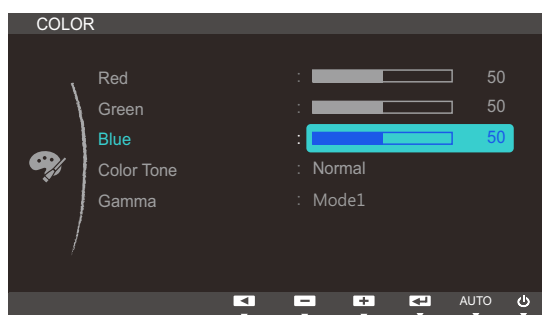 COLOR
Red : 50
Green : 50
Blue : 50
Color Tone : Normal
Gamma : Mode1
AUTO